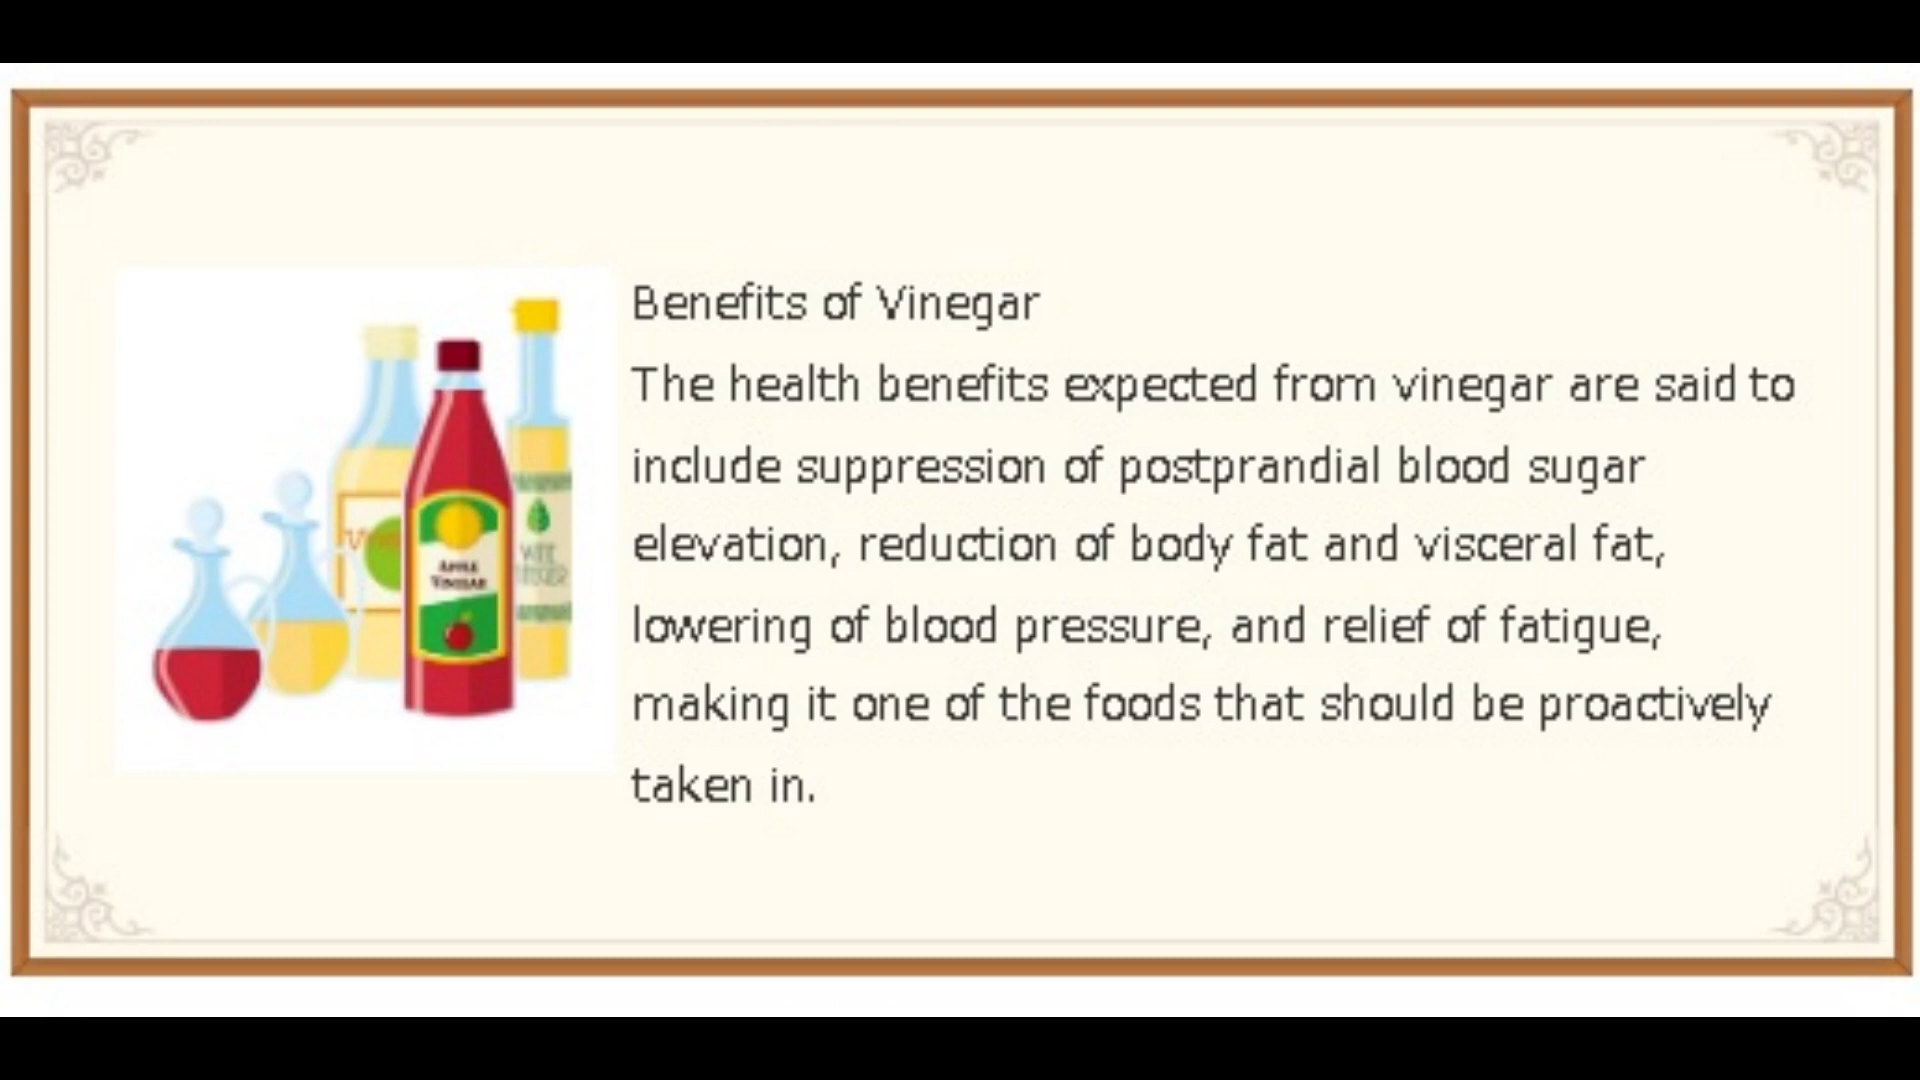 Benefits of Vinegar
The health benefits expected from vinegar are said to
include suppression of postprandial blood sugar
elevation, reduction of body fat and visceral fat,
lowering of blood pressure, and relief of fatigue,
making it one of the foods that should be proactively
taken in.
APPLE
VINEGAR